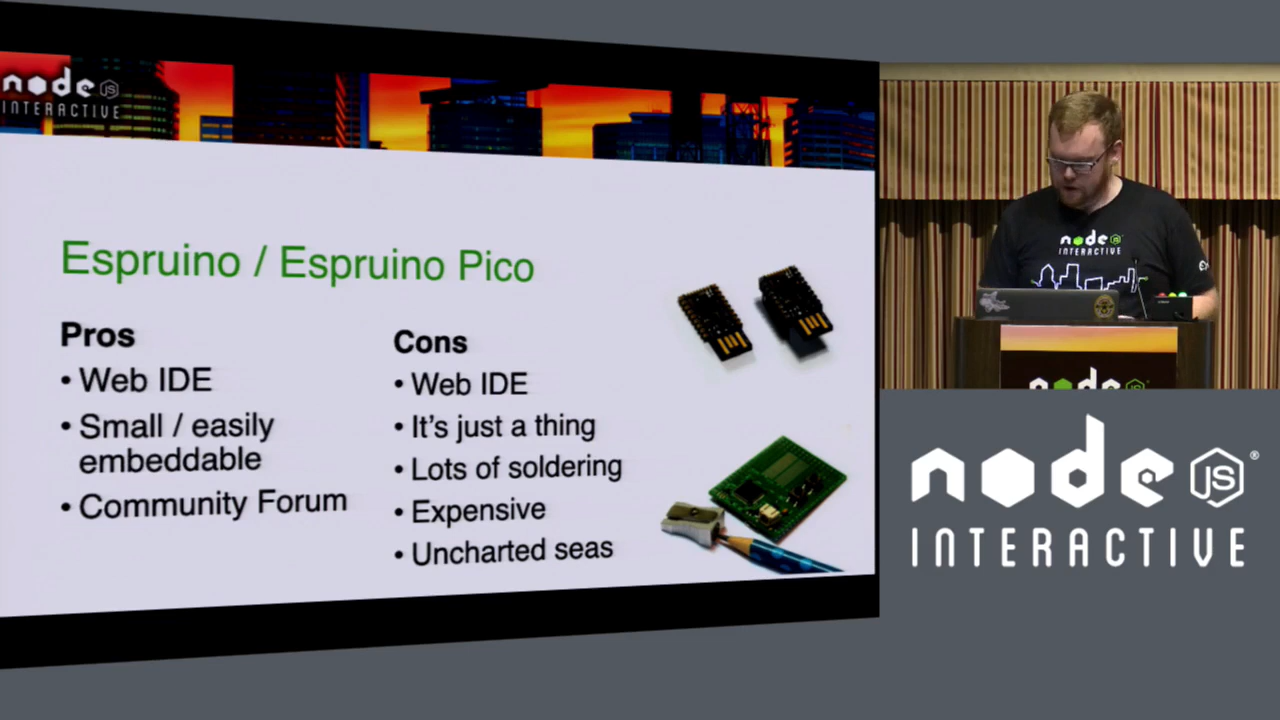 node JS
INTERACTIVE
Espruino / Espruino Pico
Pros
• Web IDE
• Small / easily
embeddable
• Community Forum
Cons
• Web IDE
• It's just a thing
• Lots of soldering
• Expensive
• Uncharted seas
node JS
INTERACTIVE
node JS
node JS ®
INTERACTIVE